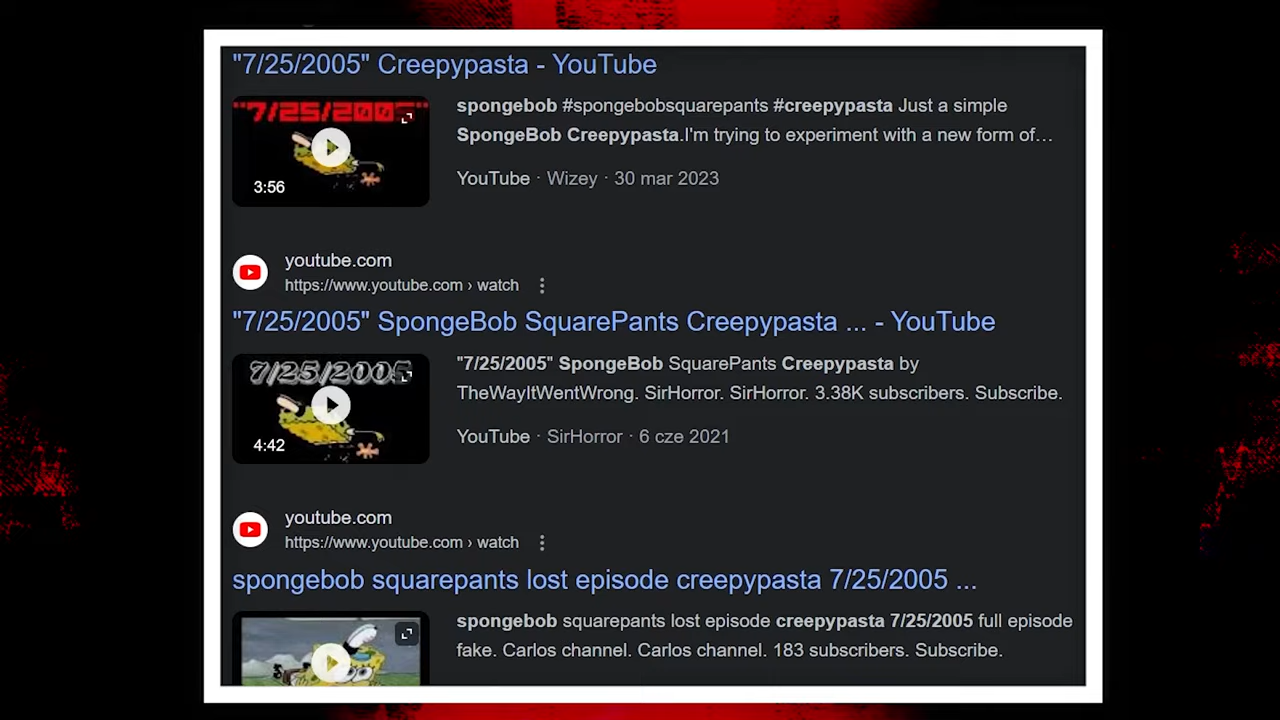 "7/25/2005" Creepypasta - YouTube
"7/25/2005"
spongebob #spongebobsquarepants #creepypasta Just a simple
SpongeBob Creepypasta.I'm trying to experiment with a new form of…
3:56
YouTube · Wizey · 30 mar 2023
youtube.com
https://www.youtube.com › watch
"7/25/2005" SpongeBob SquarePants Creepypasta ... - YouTube
7/25/2005
"7/25/2005" SpongeBob SquarePants Creepypasta by
TheWayItWentWrong. SirHorror. SirHorror. 3.38K subscribers. Subscribe.
4:42
YouTube · SirHorror · 6 cze 2021
youtube.com
https://www.youtube.com › watch
spongebob squarepants lost episode creepypasta 7/25/2005 ...
spongebob squarepants lost episode creepypasta 7/25/2005 full episode
fake. Carlos channel. Carlos channel. 183 subscribers. Subscribe.